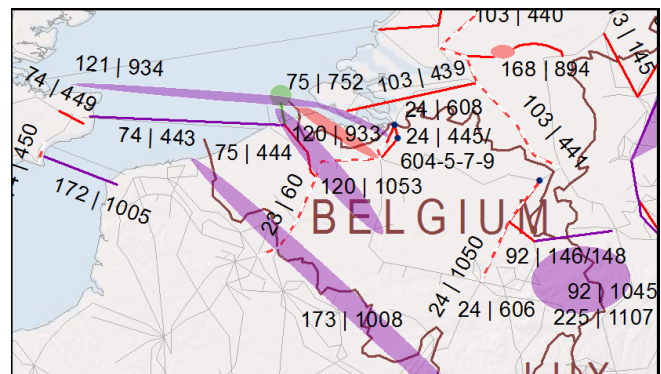 103 | 440
13 | 145
121 | 934
168 | 894
75 | 752
103 | 439
74 | 449
24 | 608
103 | 441
74 | 443
120 | 933
24 | 445/
604-5-7-9
75 | 444
| 450
172 | 1005
120 | 1053
23 | 60
BELGIUM
92 | 146/148
24 | 1050
92 | 1045
24 | 606
225 | 1107
173 | 1008